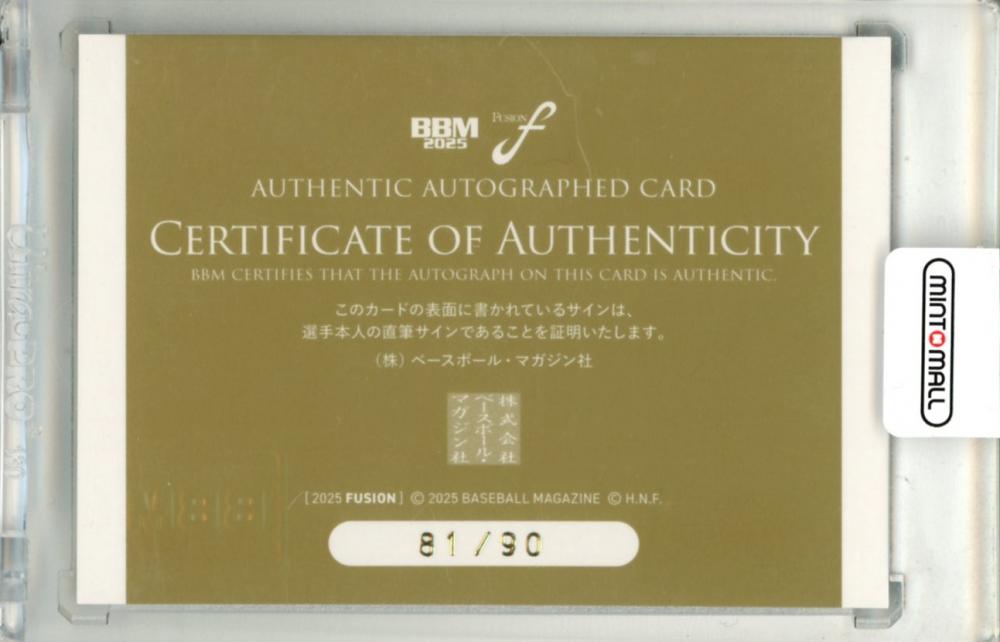 BBM
2025
FUSION f
AUTHENTIC AUTOGRAPHED CARD
CERTIFICATE OF AUTHENTICITY
BBM CERTIFIES THAT THE AUTOGRAPH ON THIS CARD IS AUTHENTIC.
このカードの表面に書かれているサインは、
選手本人の直筆サインであることを証明いたします。
(株) ベースボール・マガジン社
株式会社
ベースボール・
マガジン社
/[2025 FUSION] © 2025 BASEBALL MAGAZINE © H.N.F.
81/90
MINT MALL